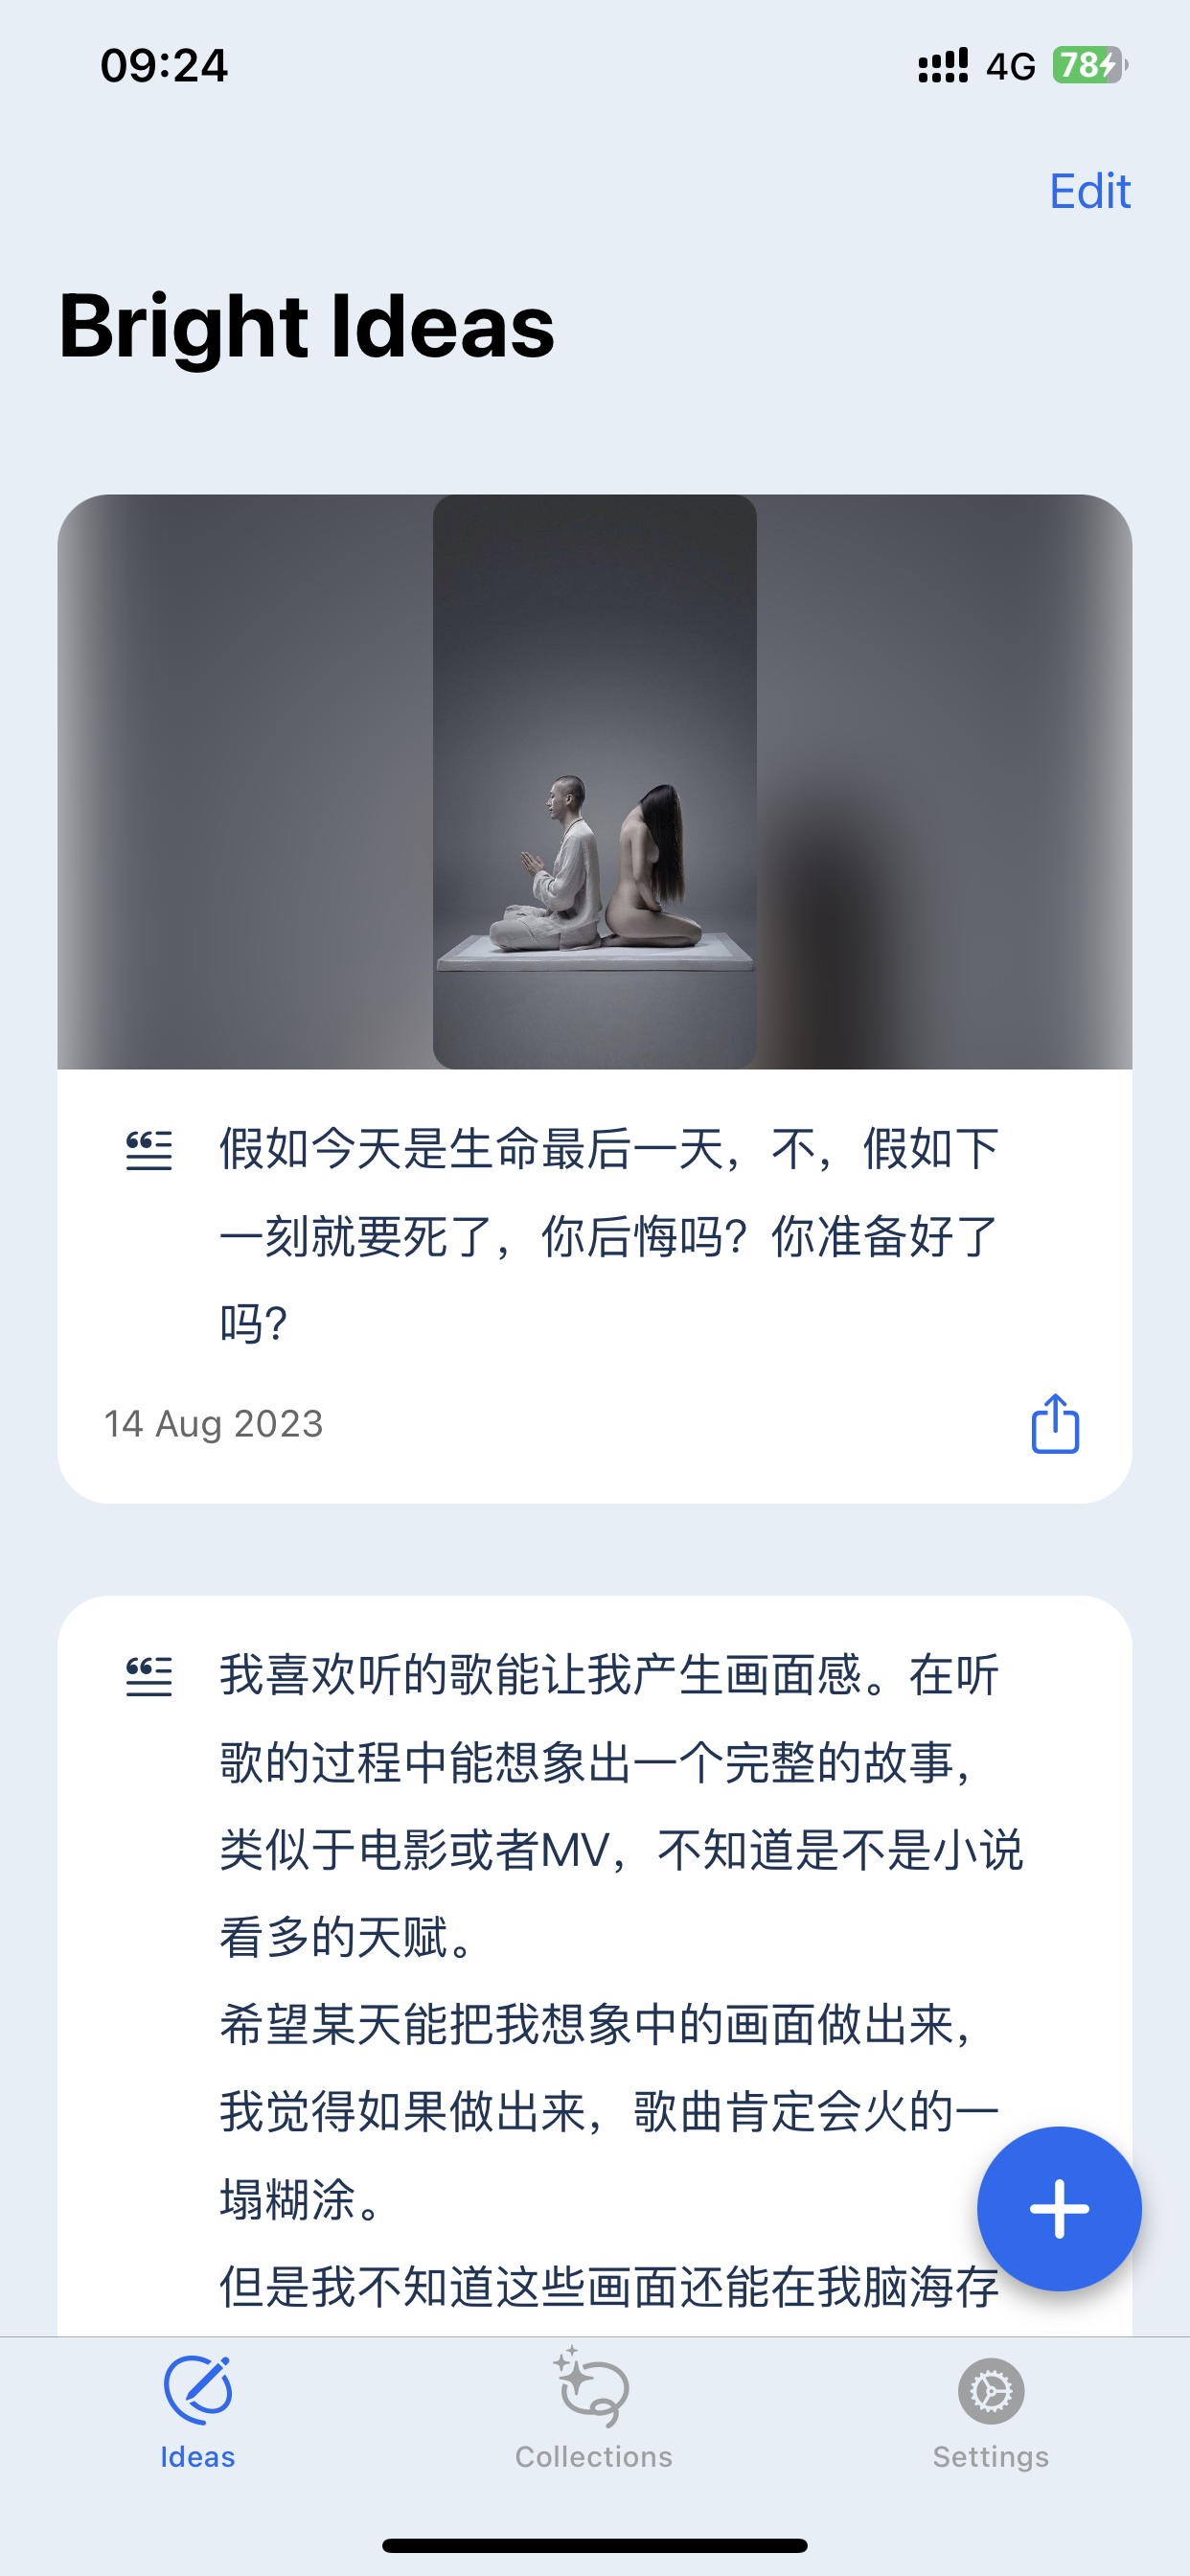 09:24
4G
78
Edit
Bright Ideas
假如今天是生命最后一天，不，假如下
一刻就要死了，你后悔吗？你准备好了
吗？
14 Aug 2023
我喜欢听的歌能让我产生画面感。在听
歌的过程中能想象出一个完整的故事，
类似于电影或者MV，不知道是不是小说
看多的天赋。
希望某天能把我想象中的画面做出来，
我觉得如果做出来，歌曲肯定会火的一
塌糊涂。
但是我不知道这些画面还能在我脑海存
Ideas
Collections
Settings